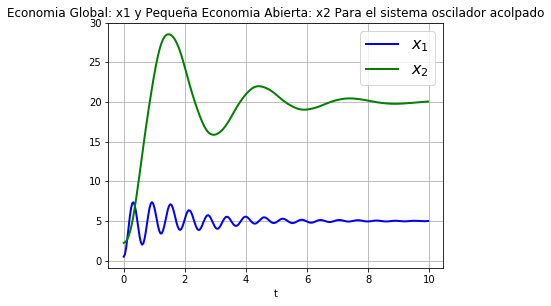 Economia Global: x1 y Pequeña Economia Abierta: x2 Para el sistema oscilador acolpado
30
25
20
15
10
5
0
x₁
x₂
0 2 4 6 8 10
t